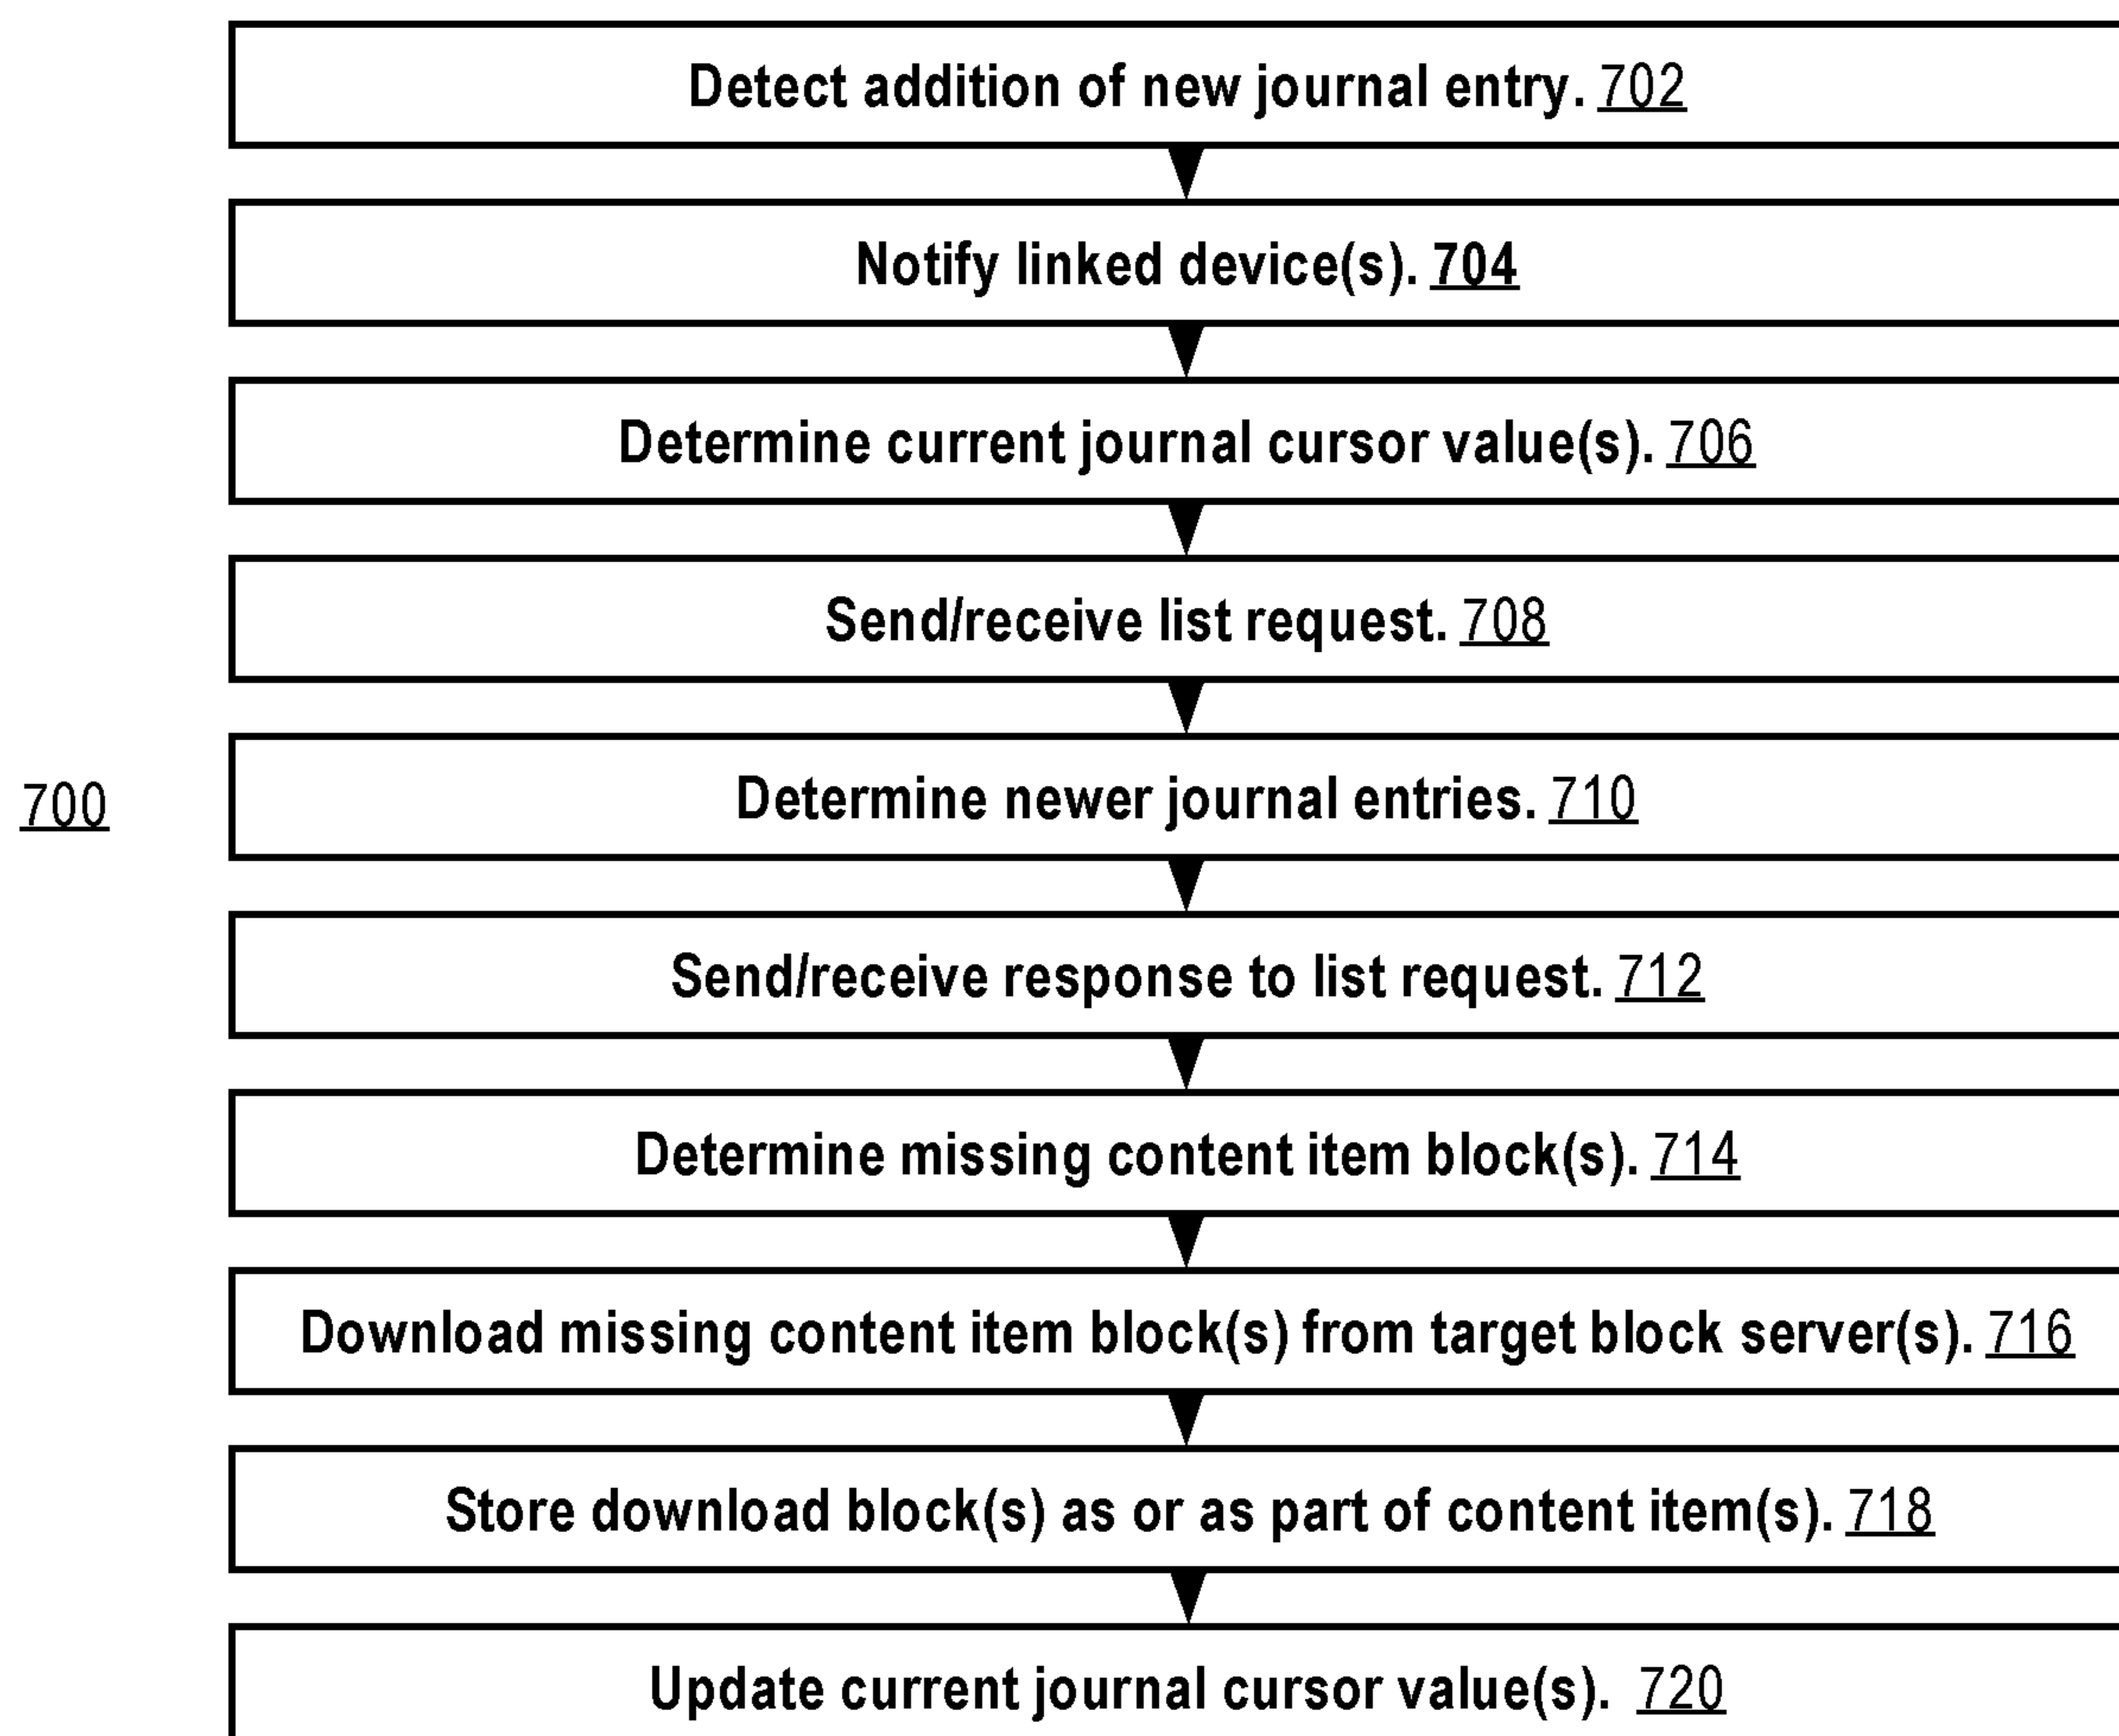 Detect addition of new journal entry. 702
Notify linked device(s). 704
Determine current journal cursor value(s). 706
Send/receive list request. 708
700
Determine newer journal entries. 710
Send/receive response to list request. 712
Determine missing content item block(s). 714
Download missing content item block(s) from target block server(s). 716
Store download block(s) as or as part of content item(s). 718
Update current journal cursor value(s). 720